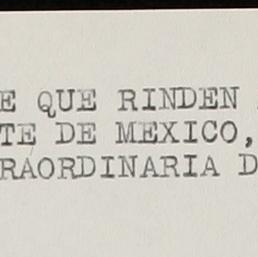 E QUE RINDEN
TE DE MEXICO,
RAORDINARIA D